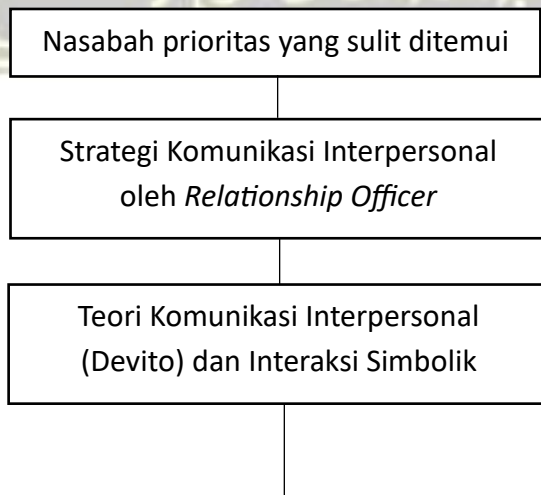 Nasabah prioritas yang sulit ditemui
Strategi Komunikasi Interpersonal
oleh Relationship Officer
Teori Komunikasi Interpersonal
(Devito) dan Interaksi Simbolik